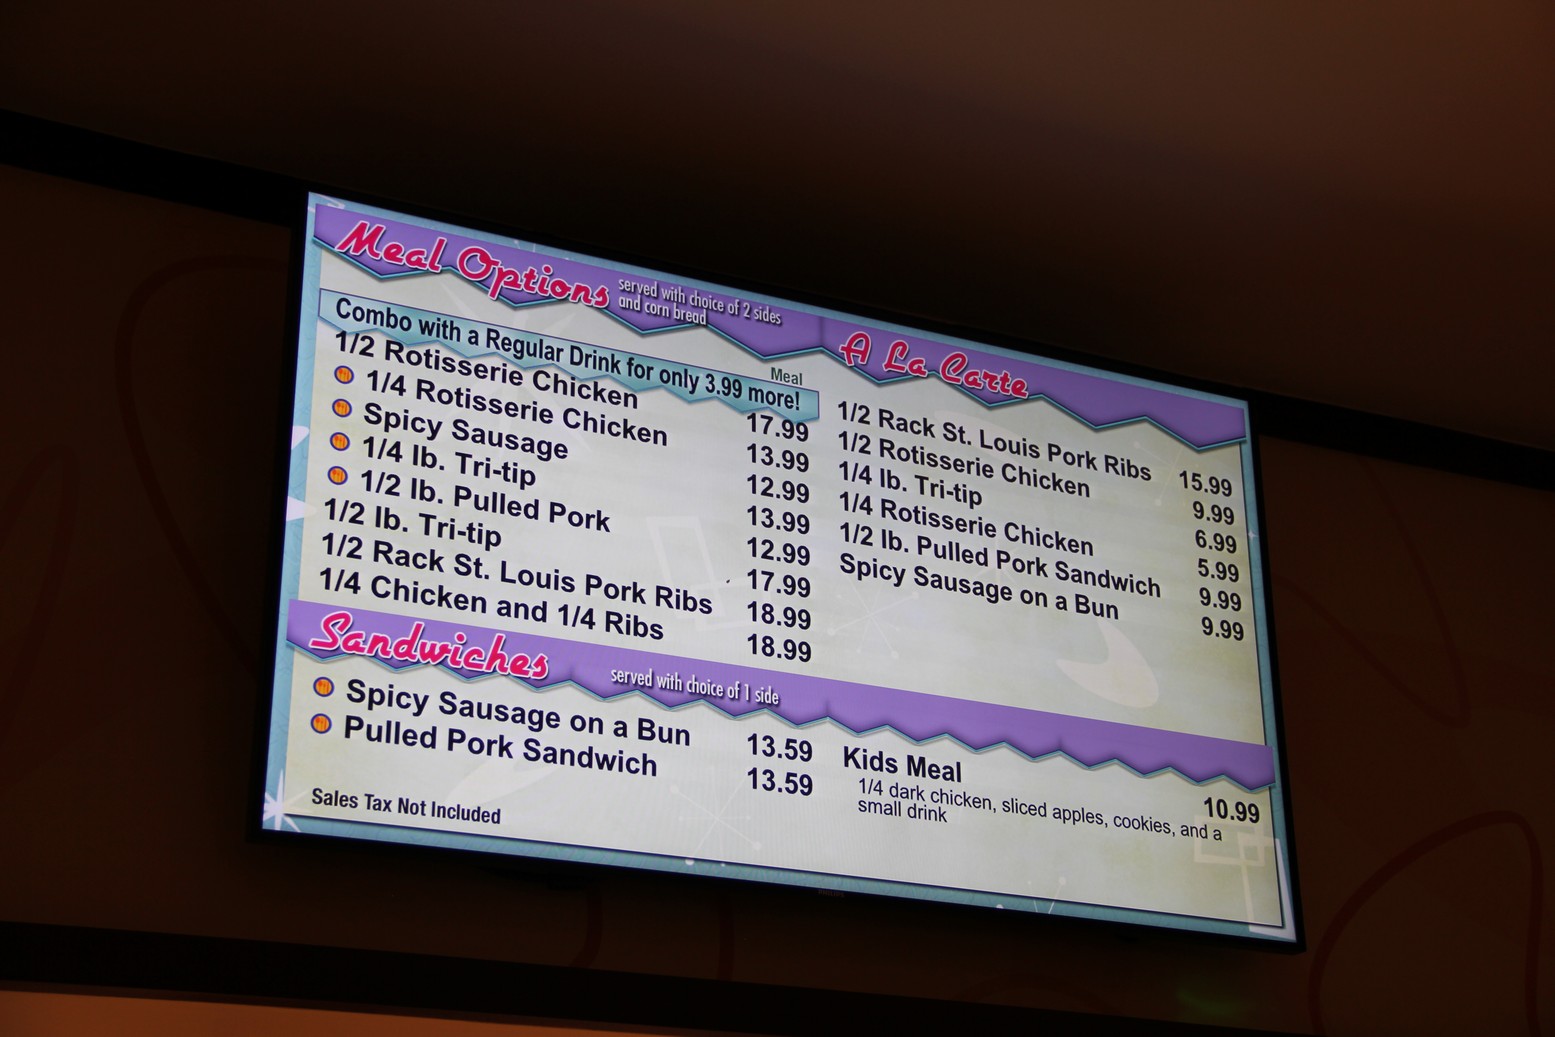 Meal Options
served with choice of 2 sides
and corn bread
Combo with a Regular Drink for only 3.99 more!
Meal
1/2 Rotisserie Chicken 17.99
1/4 Rotisserie Chicken 13.99
Spicy Sausage 12.99
1/4 lb. Tri-tip 13.99
1/2 lb. Pulled Pork 12.99
1/2 lb. Tri-tip 17.99
1/2 Rack St. Louis Pork Ribs 18.99
1/4 Chicken and 1/4 Ribs 18.99
A La Carte
1/2 Rack St. Louis Pork Ribs 15.99
1/2 Rotisserie Chicken 9.99
1/4 lb. Tri-tip 6.99
1/4 Rotisserie Chicken 5.99
1/2 lb. Pulled Pork Sandwich 9.99
Spicy Sausage on a Bun 9.99
Sandwiches
served with choice of 1 side
Spicy Sausage on a Bun 13.59
Pulled Pork Sandwich 13.59
Sales Tax Not Included
Kids Meal 10.99
1/4 dark chicken, sliced apples, cookies, and a
small drink